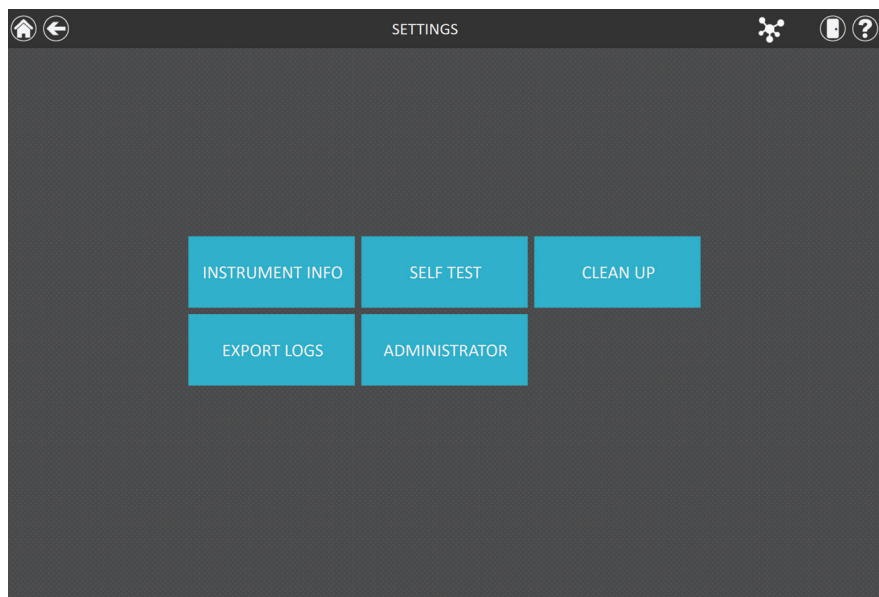 SETTINGS
?
INSTRUMENT INFO
SELF TEST
CLEAN UP
EXPORT LOGS
ADMINISTRATOR